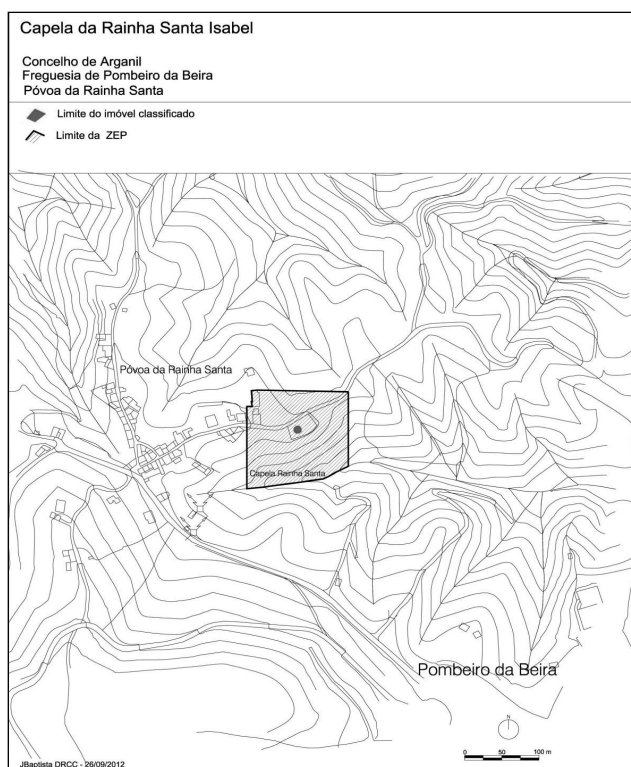 Capela da Rainha Santa Isabel
Concelho de Arganil
Freguesia de Pombeiro da Beira
Póvoa da Rainha Santa
Limite do imóvel classificado
Limite da ZEP
Póvoa da Rainha Santa
Capela Rainha Santa
Pombeiro da Beira
N
0 50 100 m
JBaptista DRCC - 26/09/2012